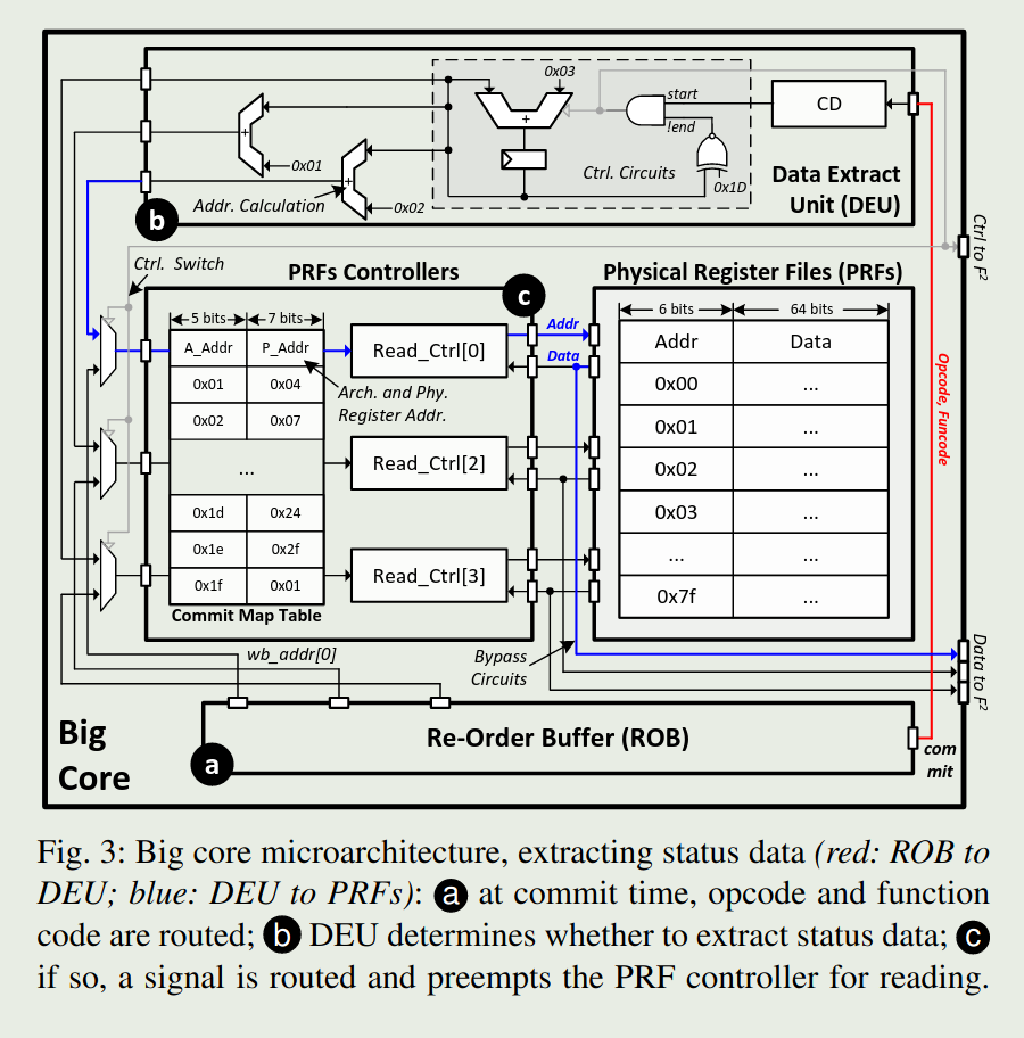 0x03
start
CD
!end
0x01
Ctrl. Circuits
0x1D
Data Extract
Unit (DEU)
Addr. Calculation
0x02
b
Ctrl to F²
Ctrl. Switch
PRFs Controllers
c
Physical Register Files (PRFs)
5 bits
7 bits
A_Addr
P_Addr
0x01
0x04
0x02
0x07
...
0x1d
0x24
0x1e
0x2f
0x1f
0x01
Commit Map Table
Read_Ctrl[0]
Arch. and Phy.
Register Addr.
Read_Ctrl[2]
Read_Ctrl[3]
Addr
Data
6 bits
64 bits
Addr
Data
0x00
...
0x01
...
0x02
...
0x03
...
...
...
0x7f
...
Opcode, Funcode
wb_addr[0]
Bypass
Circuits
Data to F²
Big
Core
a
Re-Order Buffer (ROB)
com
mit
Fig. 3: Big core microarchitecture, extracting status data (red: ROB to
DEU; blue: DEU to PRFs): a at commit time, opcode and function
code are routed; b DEU determines whether to extract status data; c
if so, a signal is routed and preempts the PRF controller for reading.